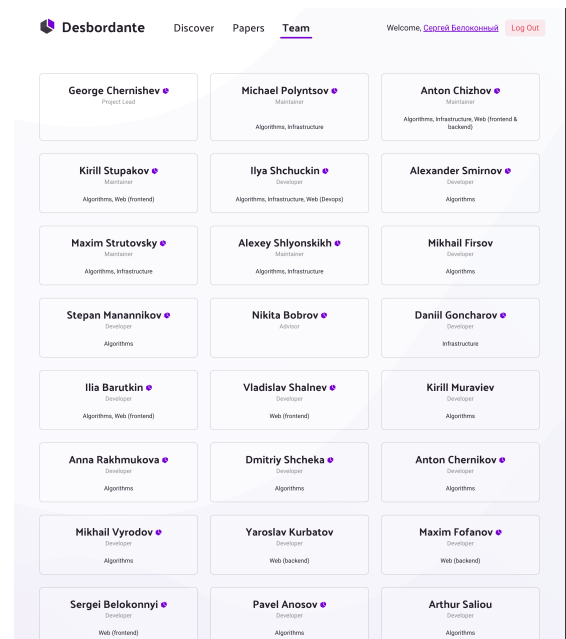 Desbordante Discover Papers Team Welcome, Сергей Белоконный Log Out
George Chernishev Michael Polyntsov Anton Chizhov
Project Lead Maintainer Maintainer
Algorithms, Infrastructure Algorithms, Infrastructure, Web (frontend &
backend)
Kirill Stupakov Ilya Shchuckin Alexander Smirnov
Maintainer Developer Developer
Algorithms, Web (frontend) Algorithms, Infrastructure, Web (Devops) Algorithms
Maxim Strutovsky Alexey Shlyonskikh Mikhail Firsov
Maintainer Maintainer Developer
Algorithms, Infrastructure Algorithms, Infrastructure Algorithms
Stepan Manannikov Nikita Bobrov Daniil Goncharov
Developer Advisor Developer
Algorithms Infrastructure
Ilia Barutkin Vladislav Shalnev Kirill Muraviev
Developer Developer Developer
Algorithms, Web (frontend) Web (frontend) Algorithms
Anna Rakhmukova Dmitriy Shcheka Anton Chernikov
Developer Developer Developer
Algorithms Algorithms Algorithms
Mikhail Vyrodov Yaroslav Kurbatov Maxim Fofanov
Developer Developer Developer
Algorithms Web (backend) Web (backend)
Sergei Belokonnyi Pavel Anosov Arthur Saliou
Developer Developer Developer
Web (frontend) Algorithms Algorithms